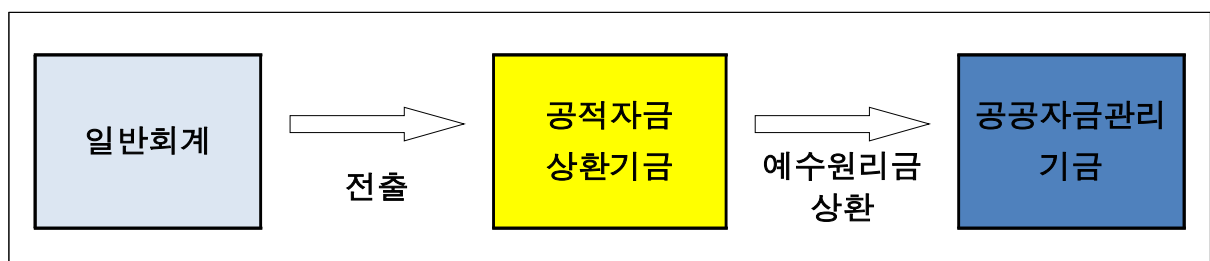 일반회계
전출
공적자금
상환기금
예수원리금
상환
공공자금관리
기금